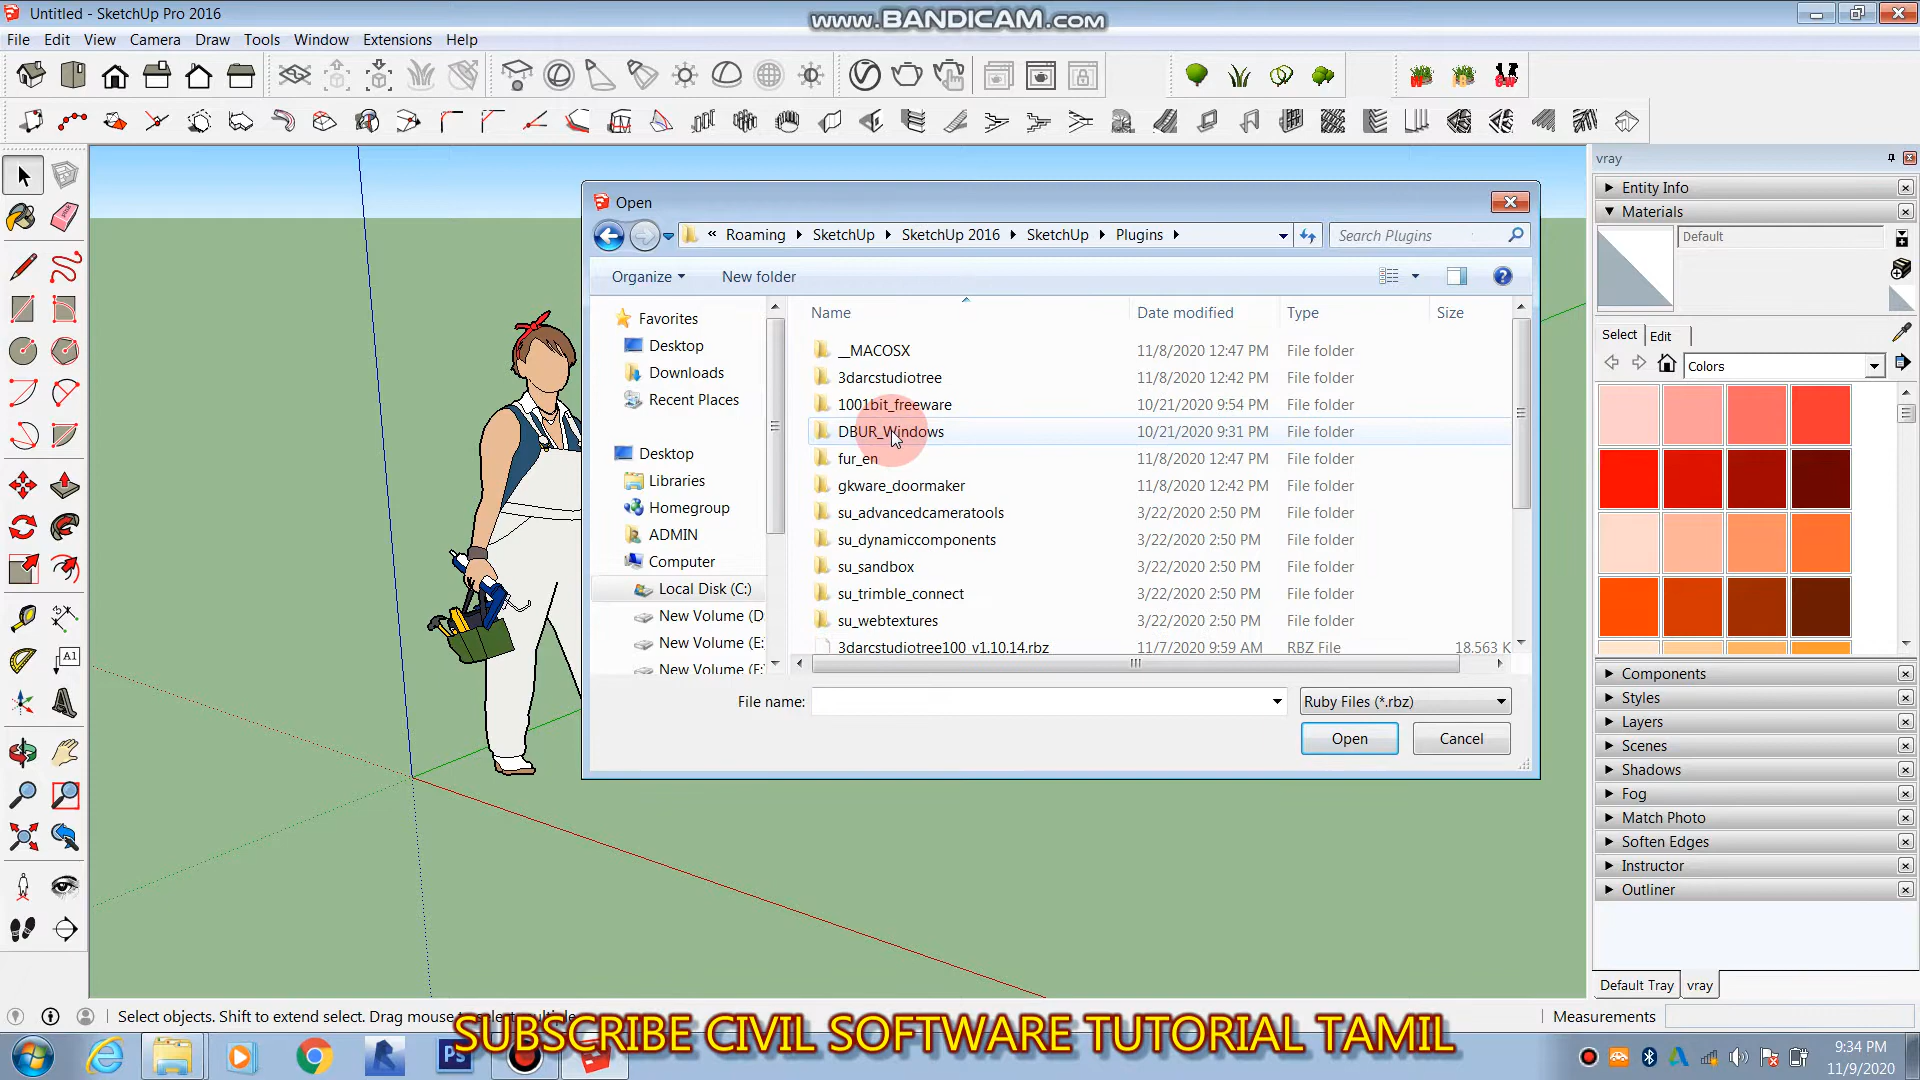 Untitled - SketchUp Pro 2016
www.BANDICAM.com
File Edit View Camera Draw Tools Window Extensions Help
vray
Entity Info
Materials
Default
Select Edit
Colors
Components
Styles
Layers
Scenes
Shadows
Fog
Match Photo
Soften Edges
Instructor
Outliner
Default Tray vray
Open
« Roaming SketchUp SketchUp 2016 SketchUp Plugins
Search Plugins
Organize New folder
Favorites
Desktop
Downloads
Recent Places
Desktop
Libraries
Homegroup
ADMIN
Computer
Local Disk (C:)
New Volume (D
New Volume (E:
New Volume (F:
Name Date modified Type Size
__MACOSX 11/8/2020 12:47 PM File folder
3darcstudiotree 11/8/2020 12:42 PM File folder
1001bit_freeware 10/21/2020 9:54 PM File folder
DBUR_Windows 10/21/2020 9:31 PM File folder
fur_en 11/8/2020 12:47 PM File folder
gkware_doormaker 11/8/2020 12:42 PM File folder
su_advancedcameratools 3/22/2020 2:50 PM File folder
su_dynamiccomponents 3/22/2020 2:50 PM File folder
su_sandbox 3/22/2020 2:50 PM File folder
su_trimble_connect 3/22/2020 2:50 PM File folder
su_webtextures 3/22/2020 2:50 PM File folder
3darcstudiotree100_v1.10.14.rbz 11/7/2020 9:59 AM RBZ File 18,563 K
File name: Ruby Files (*.rbz)
Open Cancel
A1
Select objects. Shift to extend select. Drag mouse
Measurements
SUBSCRIBE CIVIL SOFTWARE TUTORIAL TAMIL
9:34 PM
11/9/2020